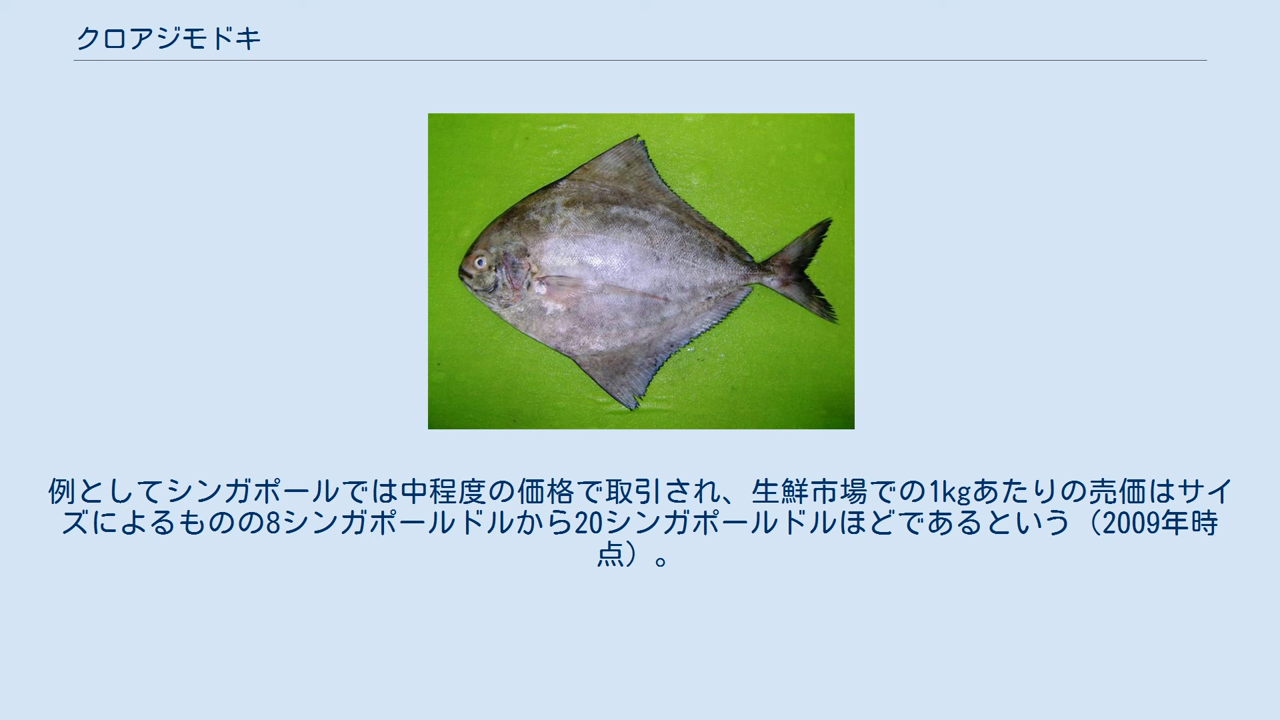 クロアジモドキ
例としてシンガポールでは中程度の価格で取引され、生鮮市場での1kgあたりの売価はサイ
ズによるものの8シンガポールドルから20シンガポールドルほどであるという（2009年時
点）。